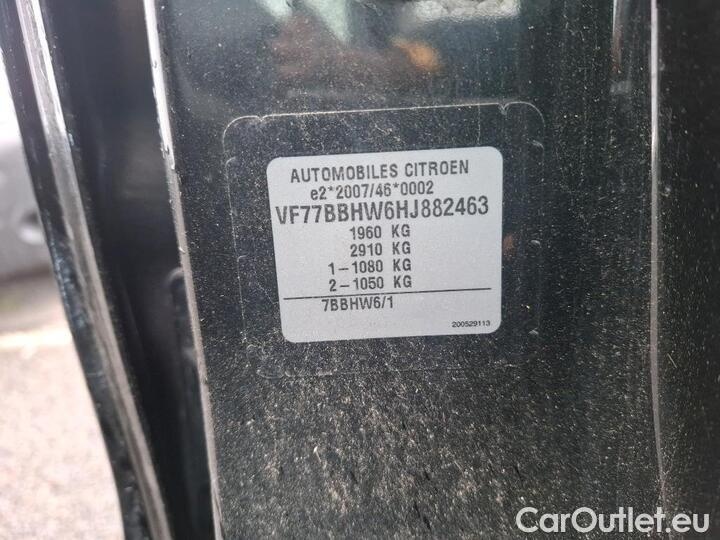 AUTOMOBILES CITROEN
e2*2007/46*0002
VF77BBHW6HJ882463
1960 KG
2910 KG
1-1080 KG
2-1050 KG
7BBHW6/1
200529113
CarOutlet.eu